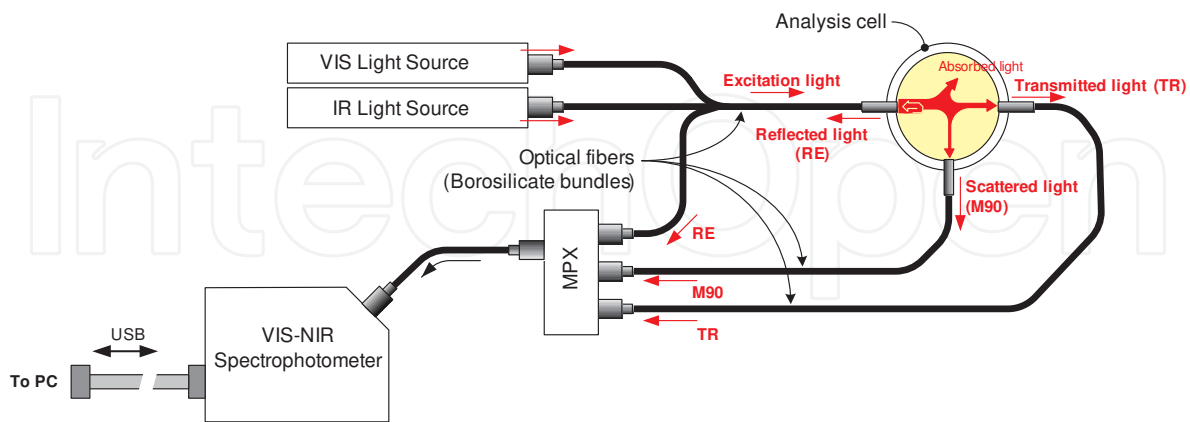 Analysis cell
VIS Light Source
IR Light Source
Excitation light
Absorbed light
Transmitted light (TR)
Reflected light
(RE)
Optical fibers
(Borosilicate bundles)
Scattered light
(M90)
RE
M90
TR
MPX
VIS-NIR
Spectrophotometer
USB
To PC
IntechOpen